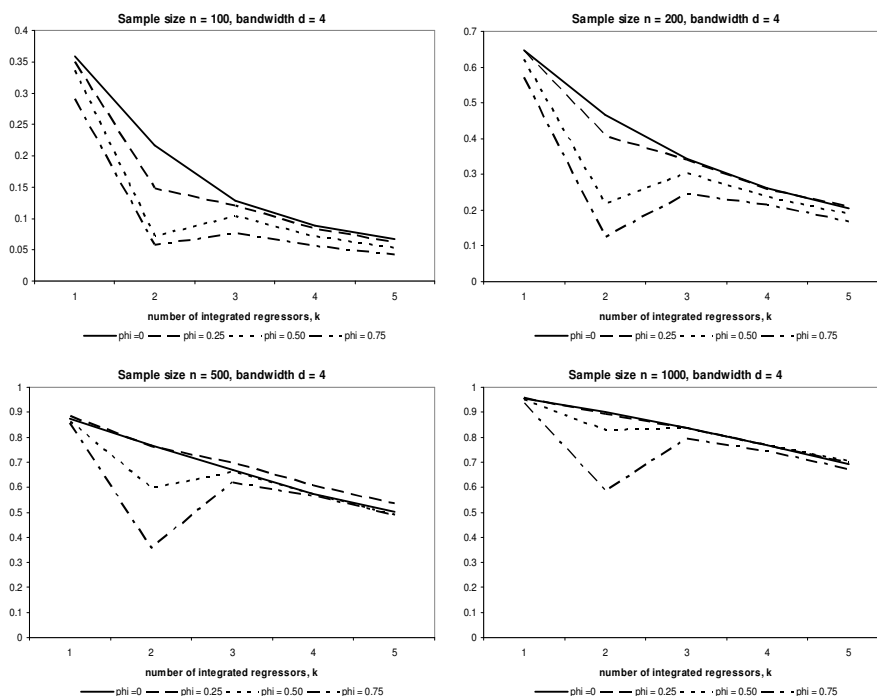 Sample size n = 100, bandwidth d = 4
0.4
0.35
0.3
0.25
0.2
0.15
0.1
0.05
0
1 2 3 4 5
number of integrated regressors, k
phi =0 phi = 0.25 phi = 0.50 phi = 0.75
Sample size n = 200, bandwidth d = 4
0.7
0.6
0.5
0.4
0.3
0.2
0.1
0
1 2 3 4 5
number of integrated regressors, k
phi =0 phi = 0.25 phi = 0.50 phi = 0.75
Sample size n = 500, bandwidth d = 4
1
0.9
0.8
0.7
0.6
0.5
0.4
0.3
0.2
0.1
0
1 2 3 4 5
number of integrated regressors, k
phi =0 phi = 0.25 phi = 0.50 phi = 0.75
Sample size n = 1000, bandwidth d = 4
1
0.9
0.8
0.7
0.6
0.5
0.4
0.3
0.2
0.1
0
1 2 3 4 5
number of integrated regressors, k
phi =0 phi = 0.25 phi = 0.50 phi = 0.75